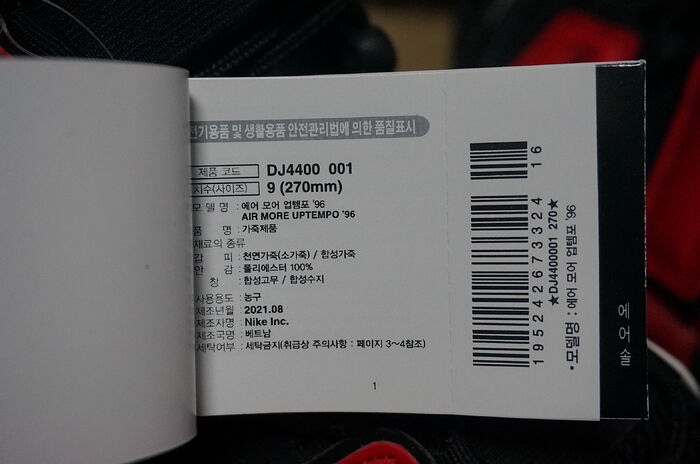 전기용품 및 생활용품 안전관리법에 의한 품질표시
제품 코드 DJ4400 001
치수(사이즈) 9 (270mm)
모 델 명 : 에어 모어 업템포 '96
AIR MORE UPTEMPO '96
품 명 : 가죽제품
재료의 종류
갑 피 : 천연가죽(소가죽) / 합성가죽
안 감 : 폴리에스터 100%
창 : 합성고무 / 합성수지
사용용도 : 농구
제조년월 : 2021.08
제조자명 : Nike Inc.
제조국명 : 베트남
세탁여부 : 세탁금지(취급상 주의사항 : 페이지 3~4참조)
1
195242673324 16
★DJ4400001 270★
•모델명 : 에어 모어 업템포 '96
에어솔